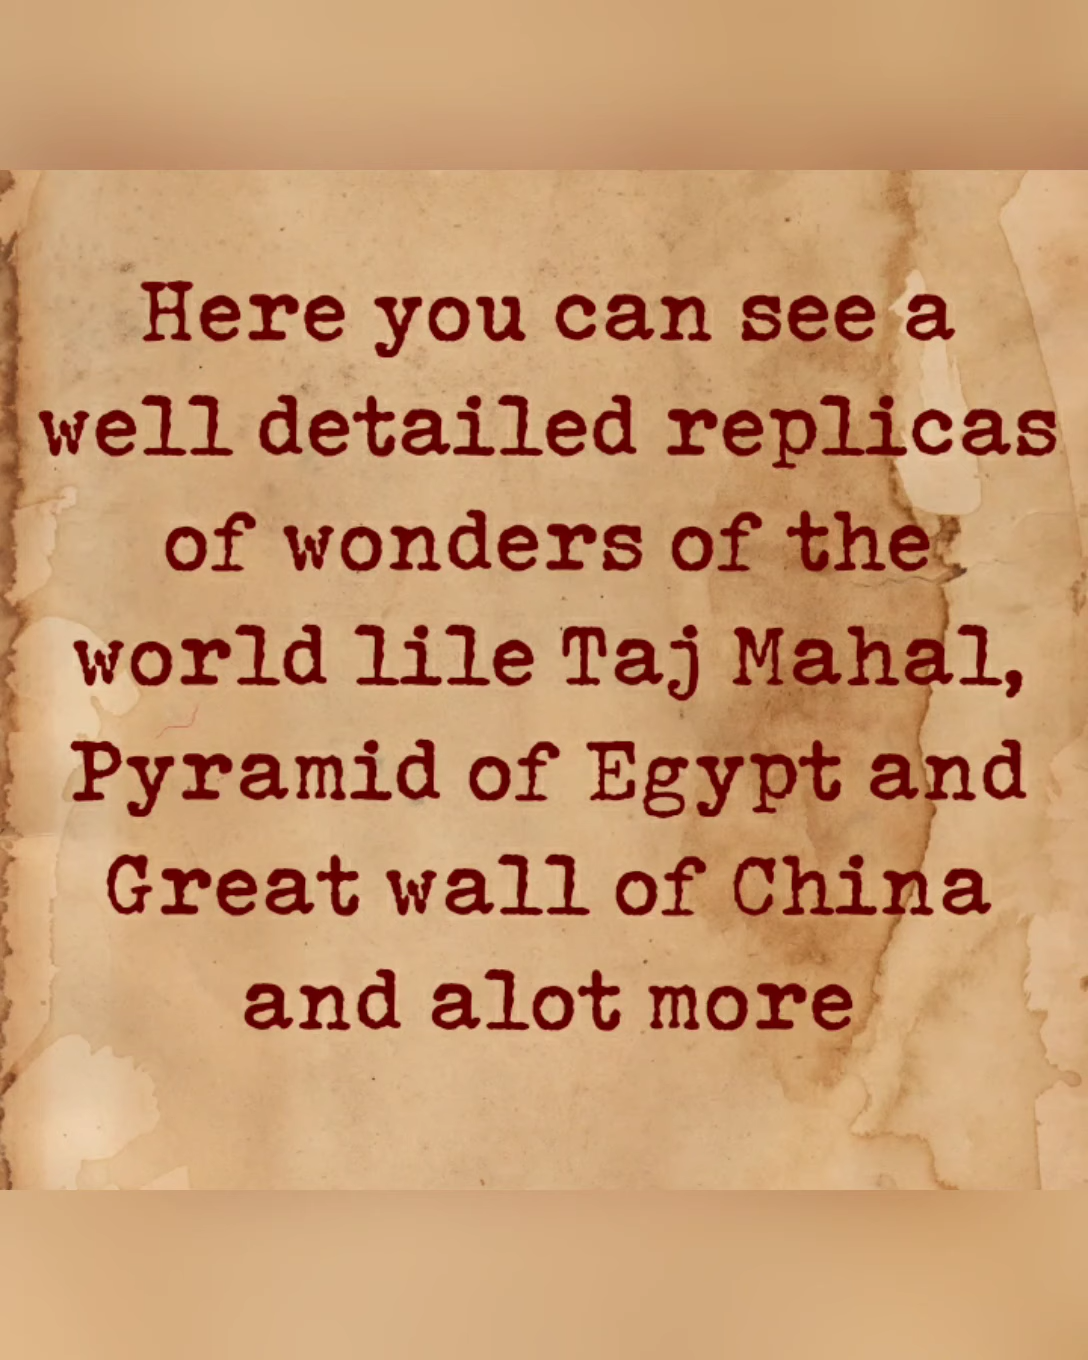 Here you can see a
well detailed replicas
of wonders of the
world lile Taj Mahal,
Pyramid of Egypt and
Great wall of China
and alot more